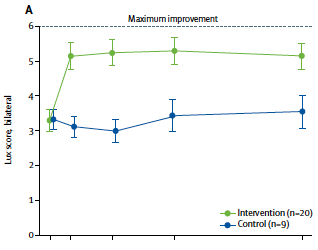 A
Maximum improvement
6
5
4
3
2
1
0
Lux score, bilateral
Intervention (n=20)
Control (n=9)